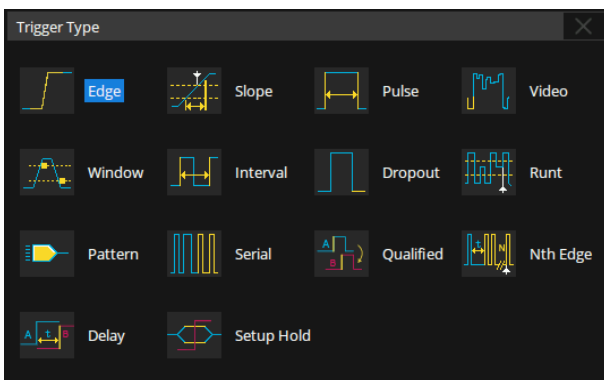 Trigger Type
Edge Slope Pulse Video
Window Interval Dropout Runt
Pattern Serial A B Qualified t N Nth Edge
A t B Delay Setup Hold